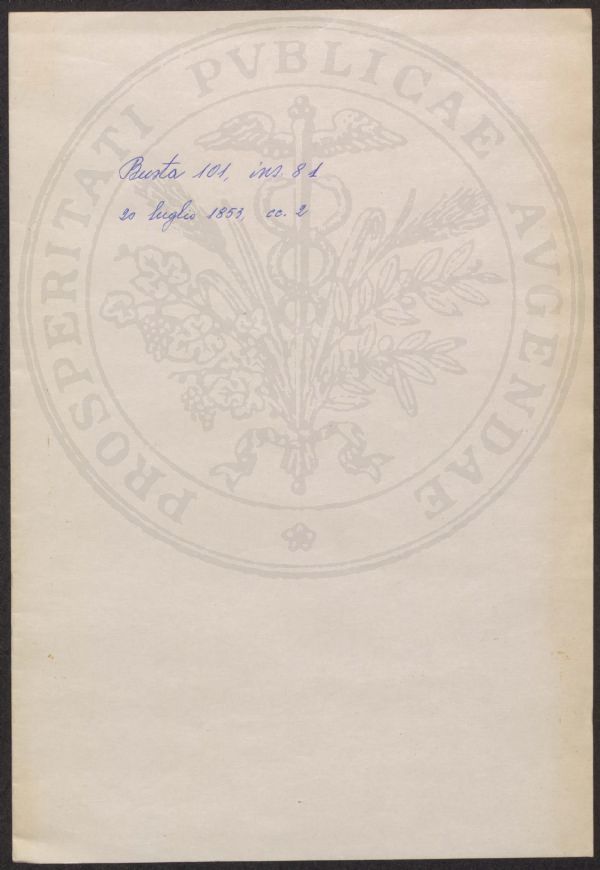 PROSPERITATI PVBLICAE AVGENDAE
Busta 101, ins. 81
20 luglio 1853, cc. 2